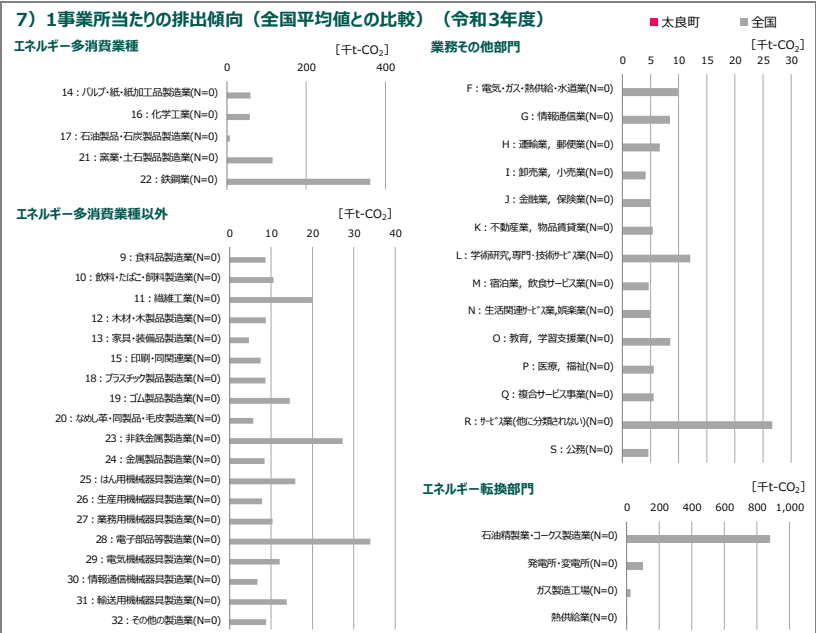 7）1事業所当たりの排出傾向（全国平均値との比較）（令和3年度）
■太良町 ■全国
エネルギー多消費業種
[千t-CO₂]
0 200 400
14：パルプ・紙・紙加工品製造業(N=0)
16：化学工業(N=0)
17：石油製品・石炭製品製造業(N=0)
21：窯業・土石製品製造業(N=0)
22：鉄鋼業(N=0)
エネルギー多消費業種以外
[千t-CO₂]
0 10 20 30 40
9：食料品製造業(N=0)
10：飲料・たばこ・飼料製造業(N=0)
11：繊維工業(N=0)
12：木材・木製品製造業(N=0)
13：家具・装備品製造業(N=0)
15：印刷・同関連業(N=0)
18：プラスチック製品製造業(N=0)
19：ゴム製品製造業(N=0)
20：なめし革・同製品・毛皮製造業(N=0)
23：非鉄金属製造業(N=0)
24：金属製品製造業(N=0)
25：はん用機械器具製造業(N=0)
26：生産用機械器具製造業(N=0)
27：業務用機械器具製造業(N=0)
28：電子部品等製造業(N=0)
29：電気機械器具製造業(N=0)
30：情報通信機械器具製造業(N=0)
31：輸送用機械器具製造業(N=0)
32：その他の製造業(N=0)
業務その他部門
[千t-CO₂]
0 5 10 15 20 25 30
F：電気・ガス・熱供給・水道業(N=0)
G：情報通信業(N=0)
H：運輸業，郵便業(N=0)
I：卸売業，小売業(N=0)
J：金融業，保険業(N=0)
K：不動産業，物品賃貸業(N=0)
L：学術研究,専門・技術サービス業(N=0)
M：宿泊業，飲食サービス業(N=0)
N：生活関連サービス業,娯楽業(N=0)
O：教育，学習支援業(N=0)
P：医療，福祉(N=0)
Q：複合サービス事業(N=0)
R：サービス業(他に分類されない)(N=0)
S：公務(N=0)
エネルギー転換部門
[千t-CO₂]
0 200 400 600 800 1,000
石油精製業・コークス製造業(N=0)
発電所・変電所(N=0)
ガス製造工場(N=0)
熱供給業(N=0)